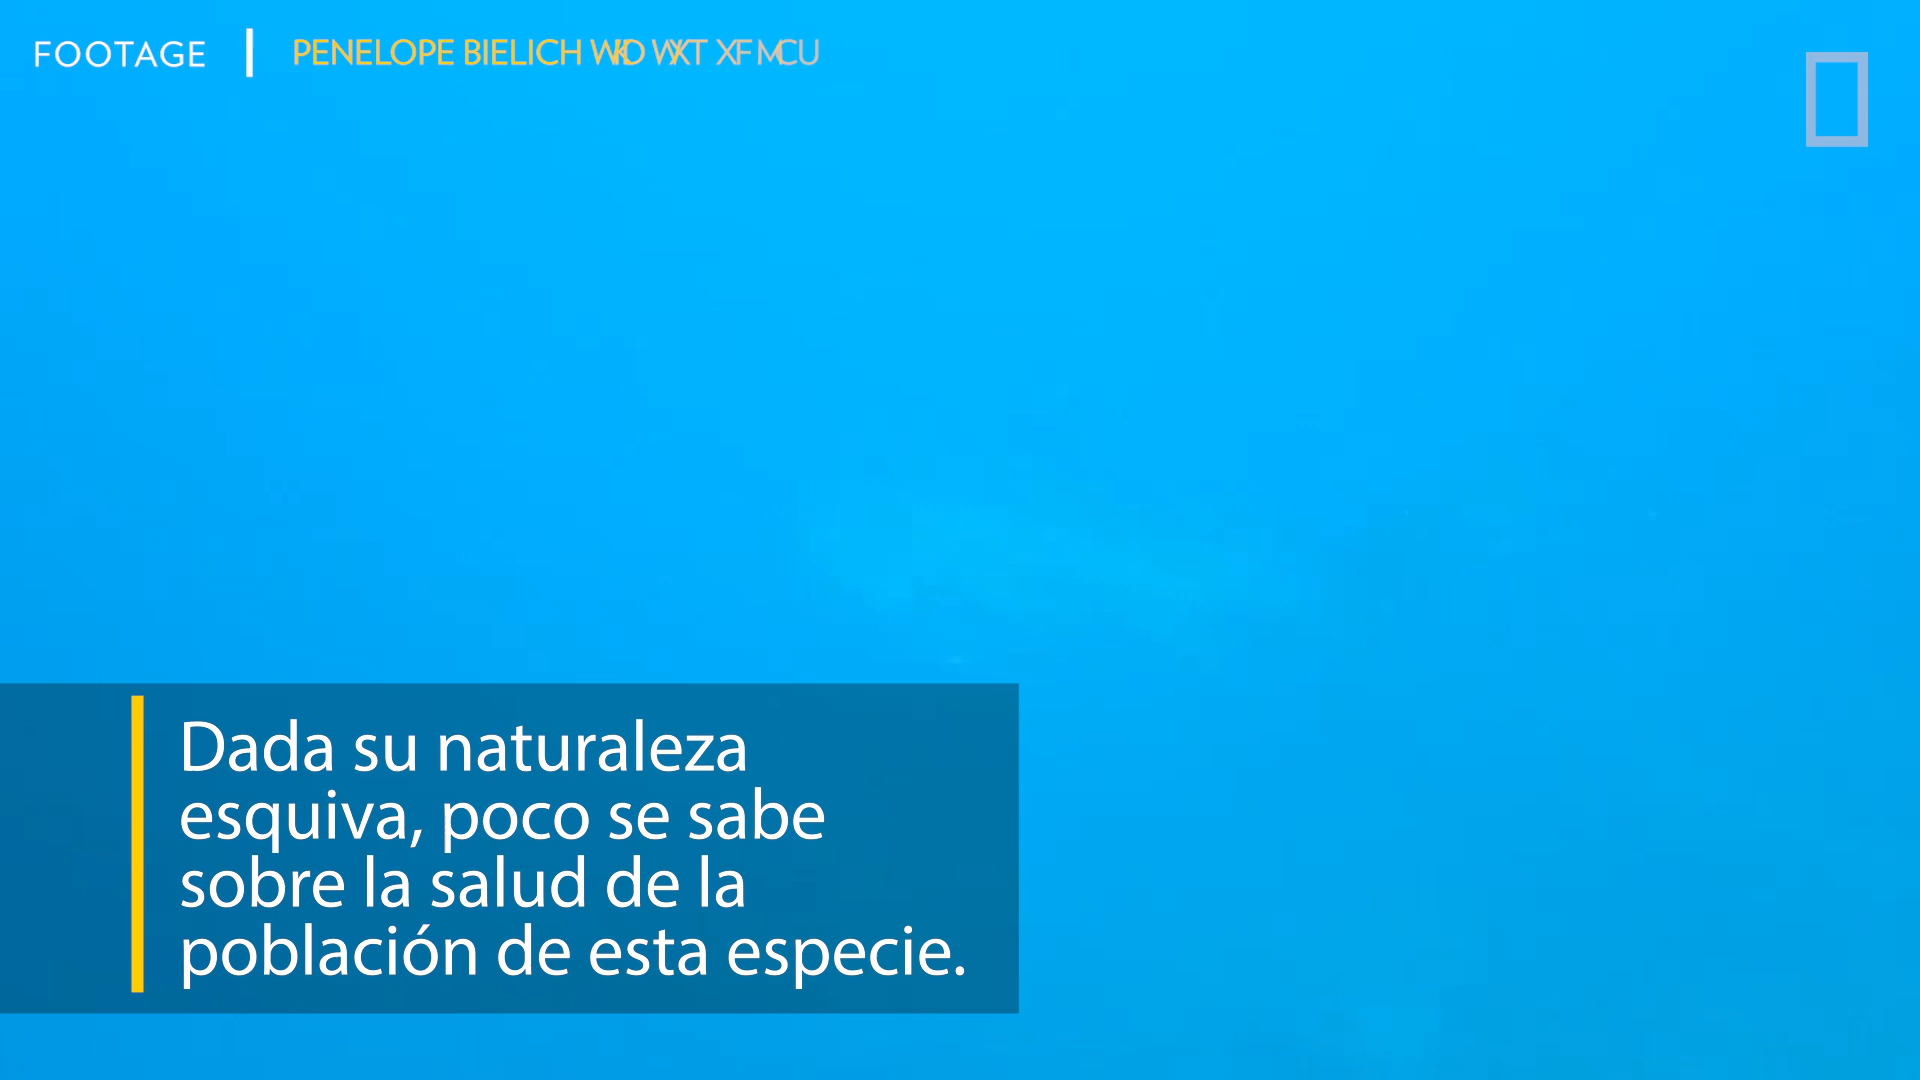 FOOTAGE
PENELOPE BIELICH
Dada su naturaleza
esquiva, poco se sabe
sobre la salud de la
población de esta especie.